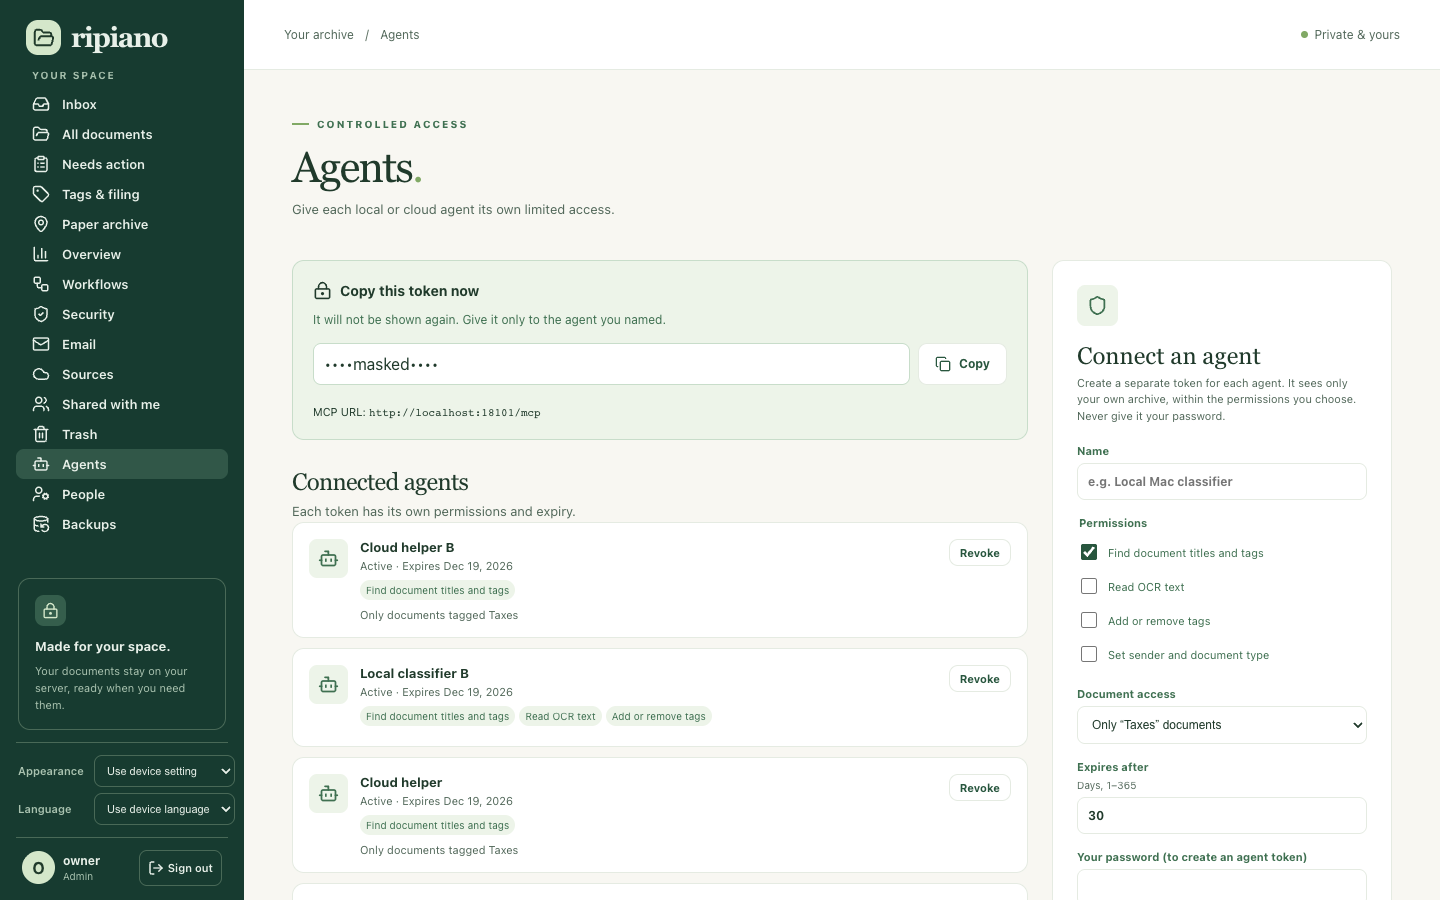 ripiano
YOUR SPACE
Inbox
All documents
Needs action
Tags & filing
Paper archive
Overview
Workflows
Security
Email
Sources
Shared with me
Trash
Agents
People
Backups
Made for your space.
Your documents stay on your
server, ready when you need
them.
Appearance
Use device setting
Language
Use device language
O
owner
Admin
Sign out
Your archive / Agents
Private & yours
CONTROLLED ACCESS
Agents.
Give each local or cloud agent its own limited access.
Copy this token now
It will not be shown again. Give it only to the agent you named.
••••masked••••
Copy
MCP URL: http://localhost:18101/mcp
Connected agents
Each token has its own permissions and expiry.
Cloud helper B
Active · Expires Dec 19, 2026
Find document titles and tags
Only documents tagged Taxes
Revoke
Local classifier B
Active · Expires Dec 19, 2026
Find document titles and tags Read OCR text Add or remove tags
Revoke
Cloud helper
Active · Expires Dec 19, 2026
Find document titles and tags
Only documents tagged Taxes
Revoke
Connect an agent
Create a separate token for each agent. It sees only
your own archive, within the permissions you choose.
Never give it your password.
Name
e.g. Local Mac classifier
Permissions
Find document titles and tags
Read OCR text
Add or remove tags
Set sender and document type
Document access
Only “Taxes” documents
Expires after
Days, 1–365
30
Your password (to create an agent token)